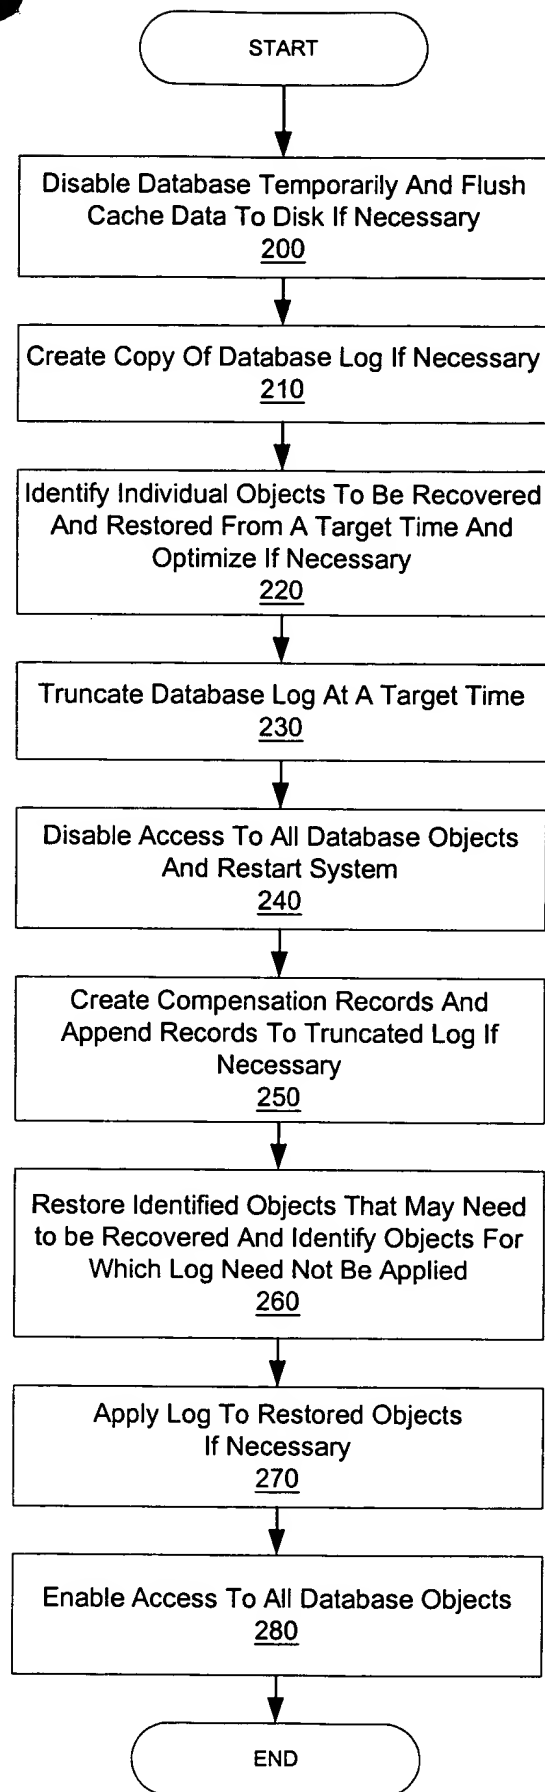 START
Disable Database Temporarily And Flush
Cache Data To Disk If Necessary
200
Create Copy Of Database Log If Necessary
210
Identify Individual Objects To Be Recovered
And Restored From A Target Time And
Optimize If Necessary
220
Truncate Database Log At A Target Time
230
Disable Access To All Database Objects
And Restart System
240
Create Compensation Records And
Append Records To Truncated Log If
Necessary
250
Restore Identified Objects That May Need
to be Recovered And Identify Objects For
Which Log Need Not Be Applied
260
Apply Log To Restored Objects
If Necessary
270
Enable Access To All Database Objects
280
END